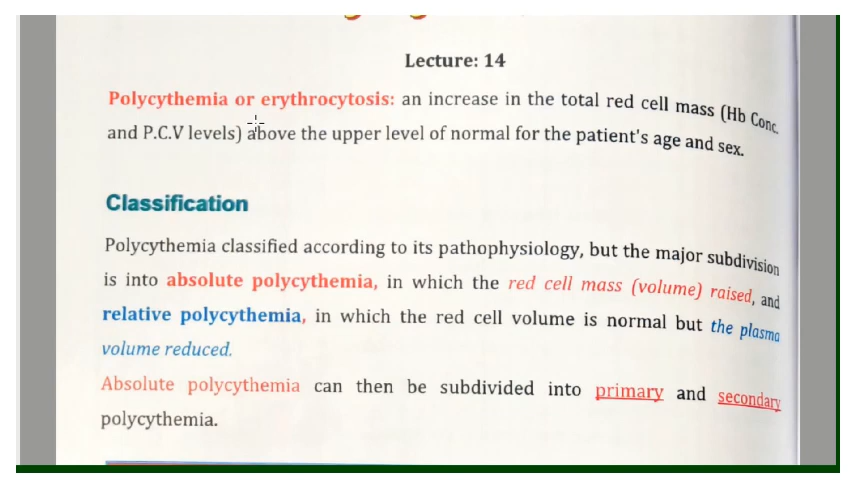 Lecture: 14
Polycythemia or erythrocytosis: an increase in the total red cell mass (Hb Conc.
and P.C.V levels) above the upper level of normal for the patient's age and sex.
Classification
Polycythemia classified according to its pathophysiology, but the major subdivision
is into absolute polycythemia, in which the red cell mass (volume) raised, and
relative polycythemia, in which the red cell volume is normal but the plasma
volume reduced.
Absolute polycythemia can then be subdivided into primary and secondary
polycythemia.